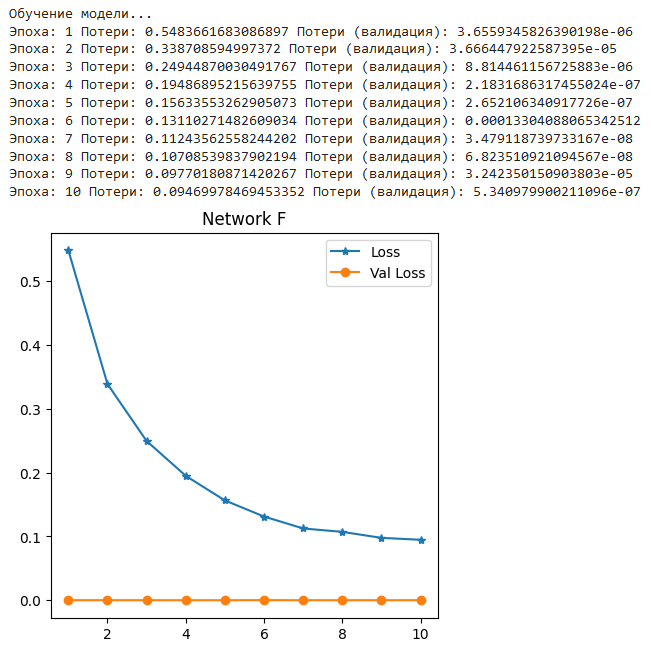 Обучение модели...
Эпоха: 1 Потери: 0.5483661683086897 Потери (валидация): 3.6559345826390198e-06
Эпоха: 2 Потери: 0.338708594997372 Потери (валидация): 3.666447922587395e-05
Эпоха: 3 Потери: 0.24944870030491767 Потери (валидация): 8.814461156725883e-06
Эпоха: 4 Потери: 0.19486895215639755 Потери (валидация): 2.1831686317455024e-07
Эпоха: 5 Потери: 0.15633553262905073 Потери (валидация): 2.652106340917726e-07
Эпоха: 6 Потери: 0.13110271482609034 Потери (валидация): 0.00013304088065342512
Эпоха: 7 Потери: 0.11243562558244202 Потери (валидация): 3.479118739733167e-08
Эпоха: 8 Потери: 0.10708539837902194 Потери (валидация): 6.823510921094567e-08
Эпоха: 9 Потери: 0.09770180871420267 Потери (валидация): 3.242350150903803e-05
Эпоха: 10 Потери: 0.09469978469453352 Потери (валидация): 5.340979900211096e-07
Network F
Loss
Val Loss
0.5
0.4
0.3
0.2
0.1
0.0
2 4 6 8 10